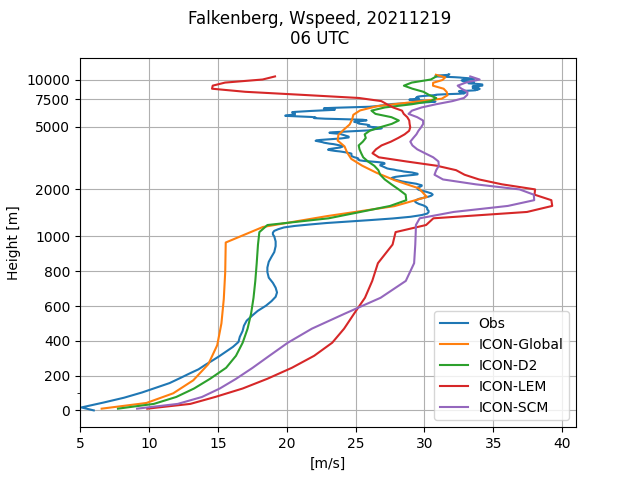 Falkenberg, Wspeed, 20211219
06 UTC
Height [m]
10000
7500
5000
2000
1000
800
600
400
200
0
Obs
ICON-Global
ICON-D2
ICON-LEM
ICON-SCM
5 10 15 20 25 30 35 40
[m/s]